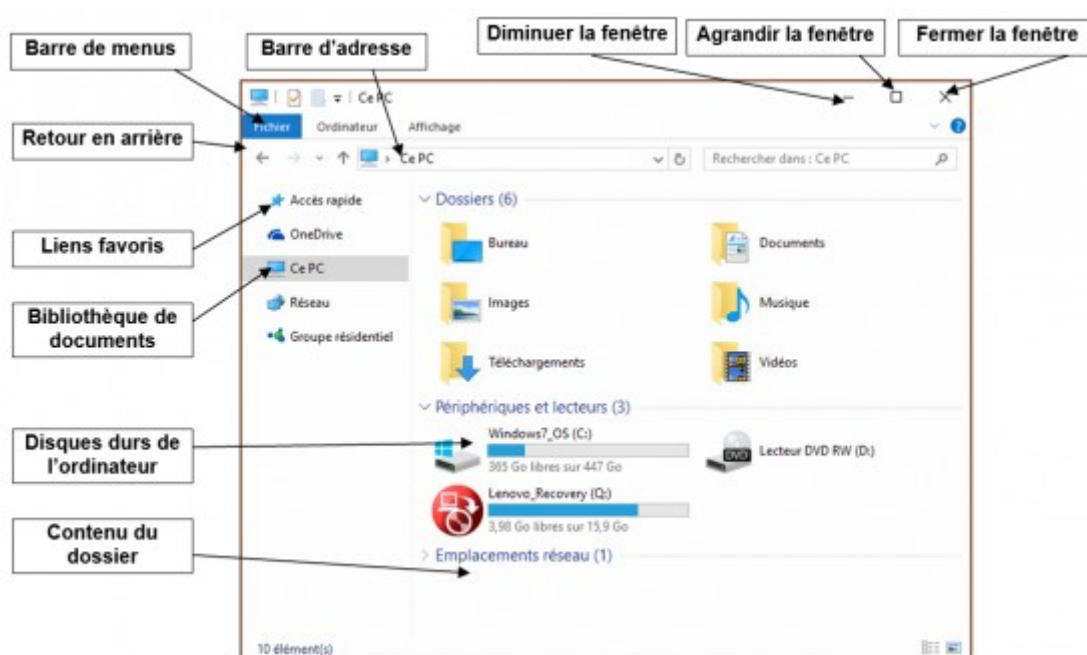 Diminuer la fenêtre
Agrandir la fenêtre
Fermer la fenêtre
Barre de menus
Barre d'adresse
Ce PC
Fichier
Ordinateur
Affichage
Retour en arrière
Ce PC
Rechercher dans : Ce PC
Accès rapide
Dossiers (6)
Liens favoris
OneDrive
Bureau
Documents
Ce PC
Bibliothèque de
documents
Réseau
Images
Musique
Groupe résidentiel
Téléchargements
Vidéos
Périphériques et lecteurs (3)
Disques durs de
l'ordinateur
Windows7_OS (C:)
365 Go libres sur 447 Go
DVD
Lecteur DVD RW (D:)
Lenovo_Recovery (Q:)
3,98 Go libres sur 15,9 Go
Contenu du
dossier
Emplacements réseau (1)
10 élément(s)